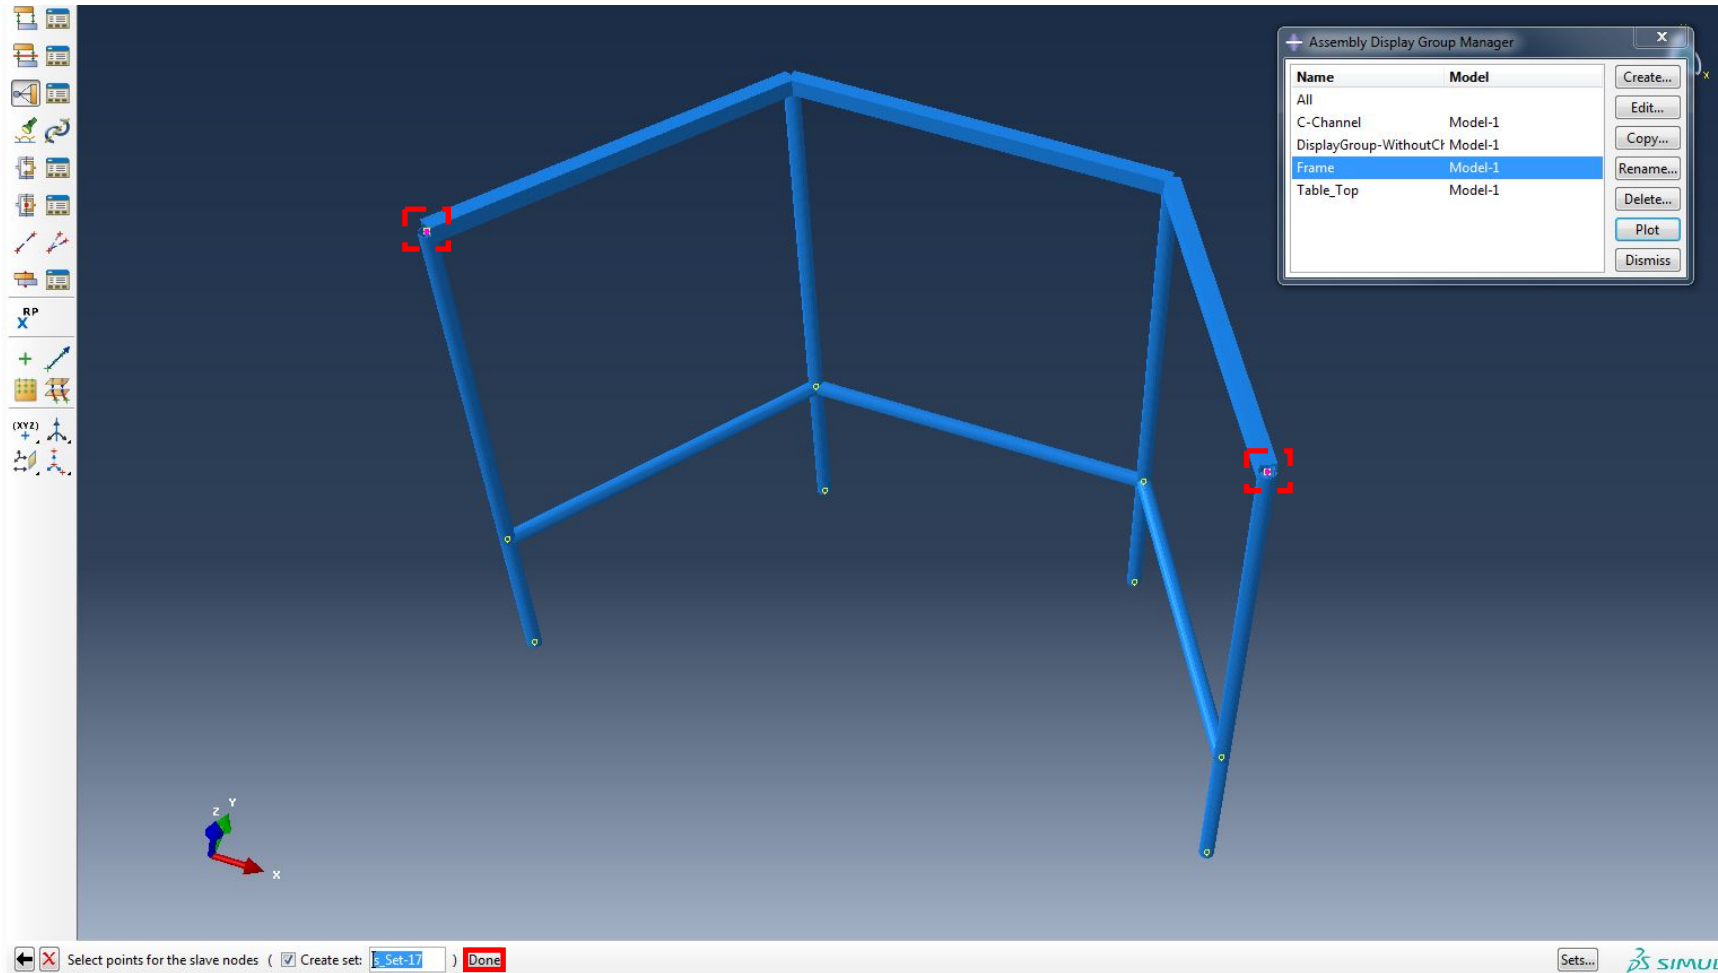 Assembly Display Group Manager
X
Name Model
All
C-Channel Model-1
DisplayGroup-WithoutCh Model-1
Frame Model-1
Table_Top Model-1
Create...
Edit...
Copy...
Rename...
Delete...
Plot
Dismiss
x
RP
X
(XYZ)
Z Y
X
Select points for the slave nodes ( Create set: s_Set-17 ) Done
Sets...
SIMUL